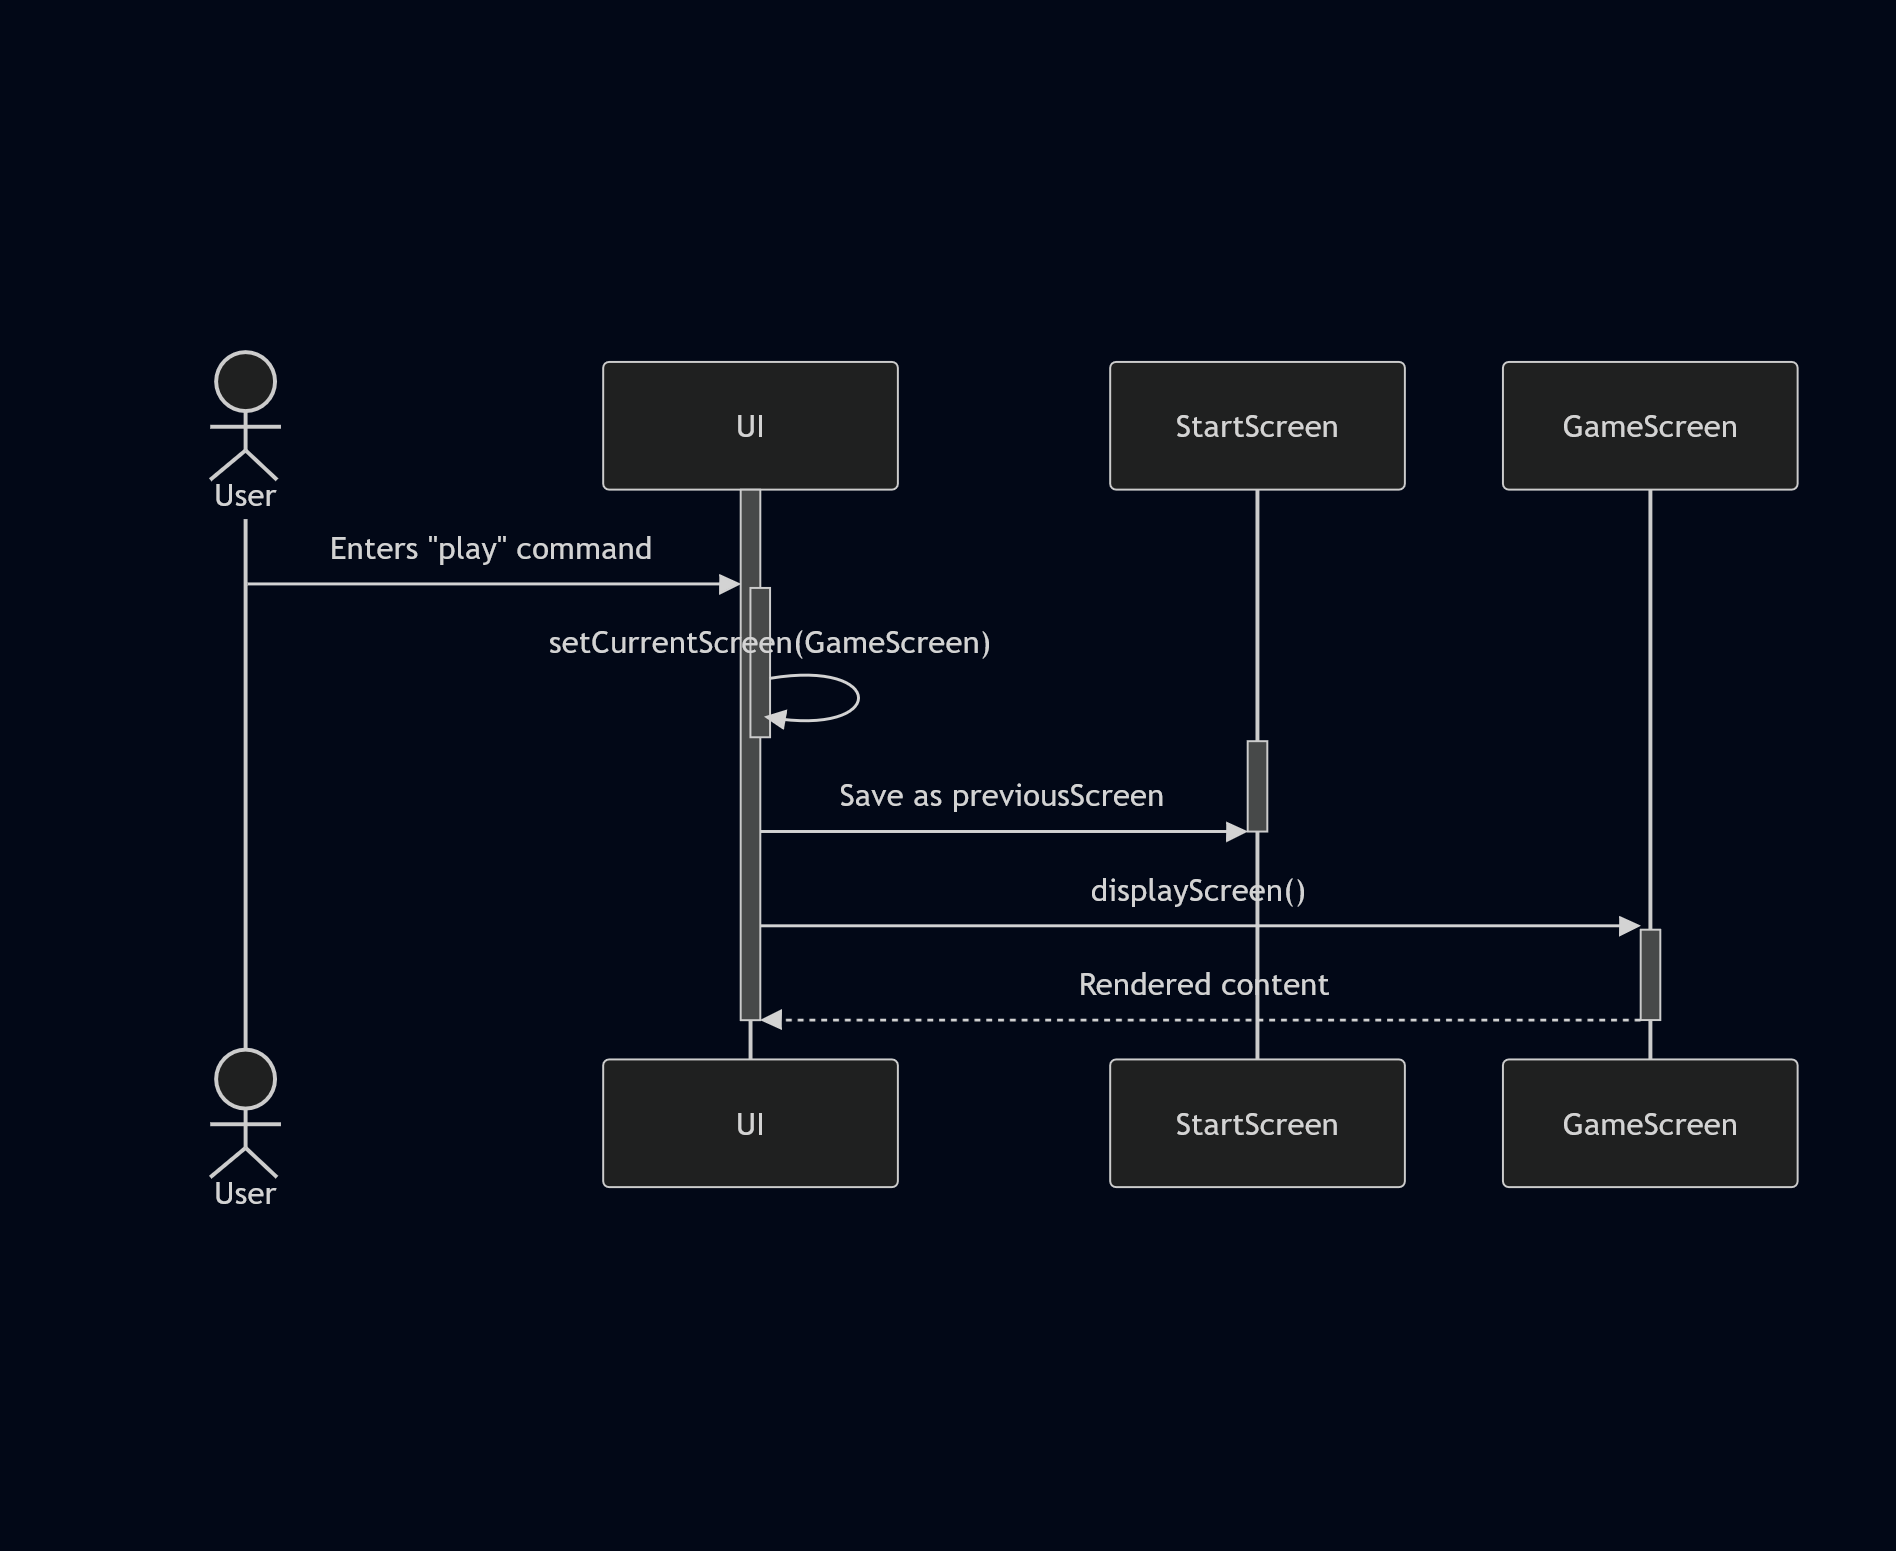 UI
StartScreen
GameScreen
User
Enters "play" command
setCurrentScreen(GameScreen)
Save as previousScreen
displayScreen()
Rendered content
UI
StartScreen
GameScreen
User